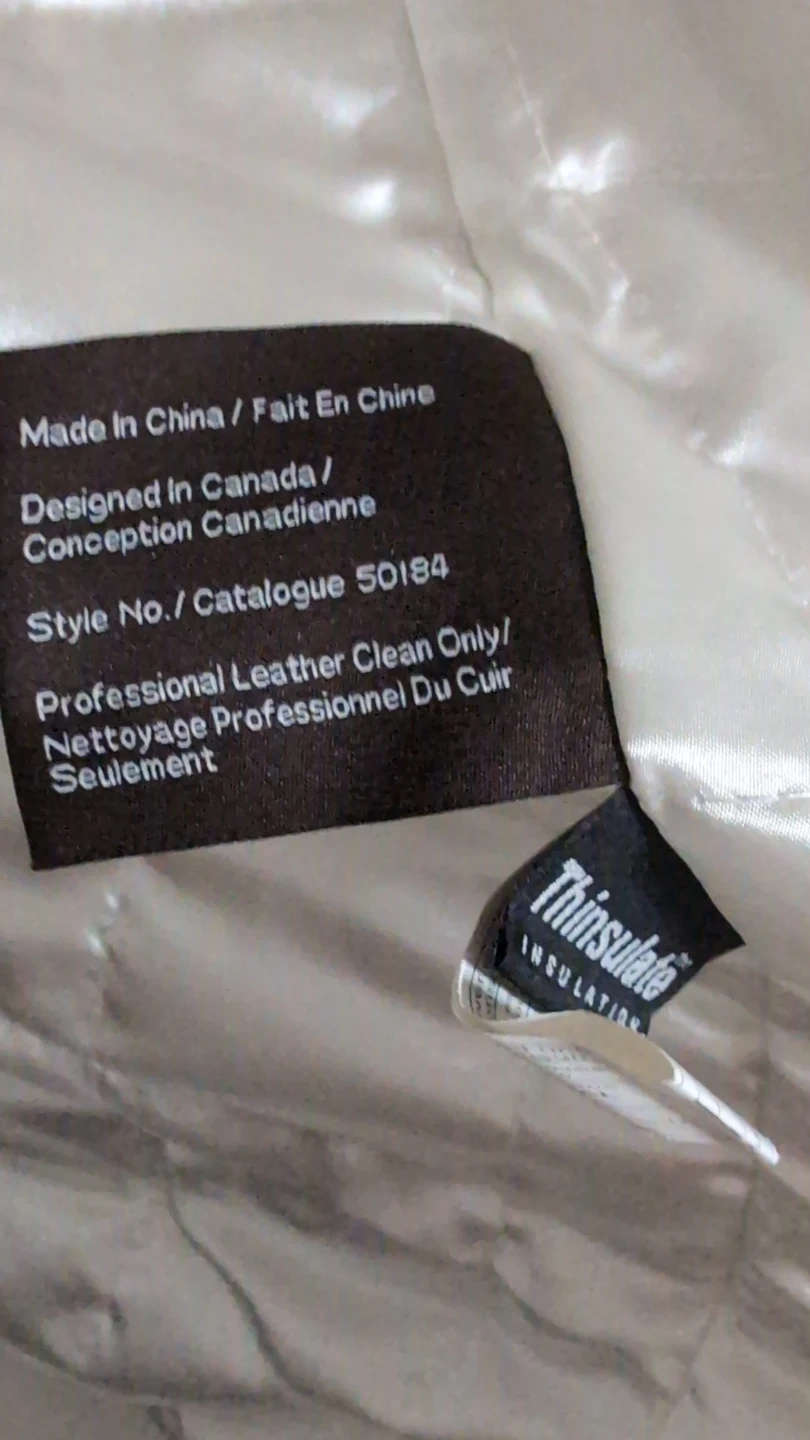 Made In China / Fait En Chine
Designed In Canada /
Conception Canadienne
Style No./ Catalogue 50184
Professional Leather Clean Only/
Nettoyage Professionnel Du Cuir
Seulement
Thinsulate™
INSULATION